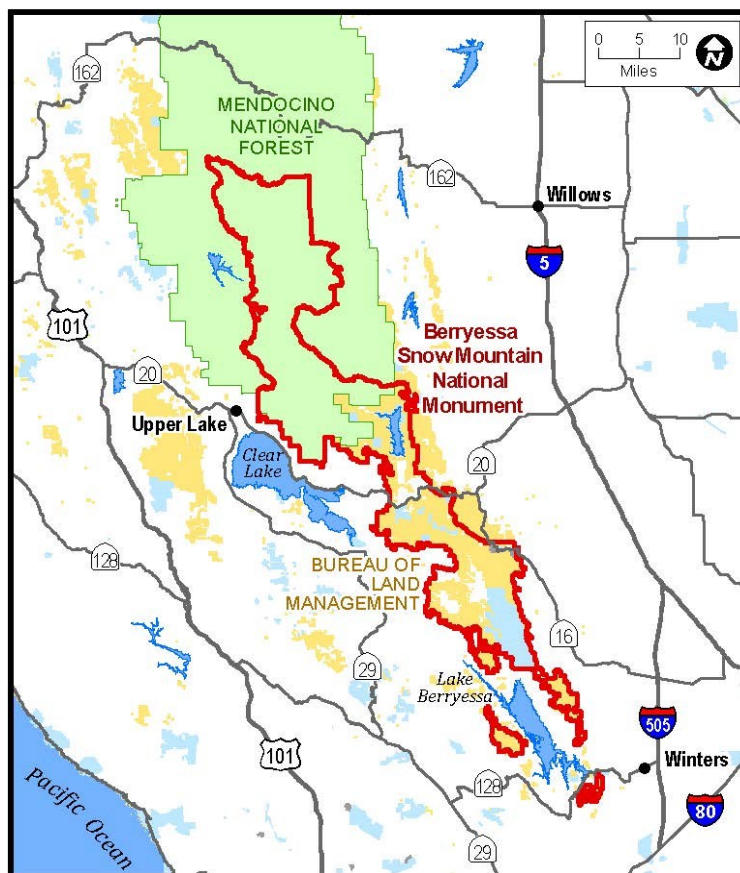 0 5 10
Miles
N
162
MENDOCINO
NATIONAL
FOREST
162
Willows
5
101
Berryessa
Snow Mountain
National
Monument
20
Upper Lake
Clear
Lake
20
128
BUREAU OF
LAND
MANAGEMENT
16
29
Lake
Berryessa
505
101
Winters
128
80
Pacific Ocean
29